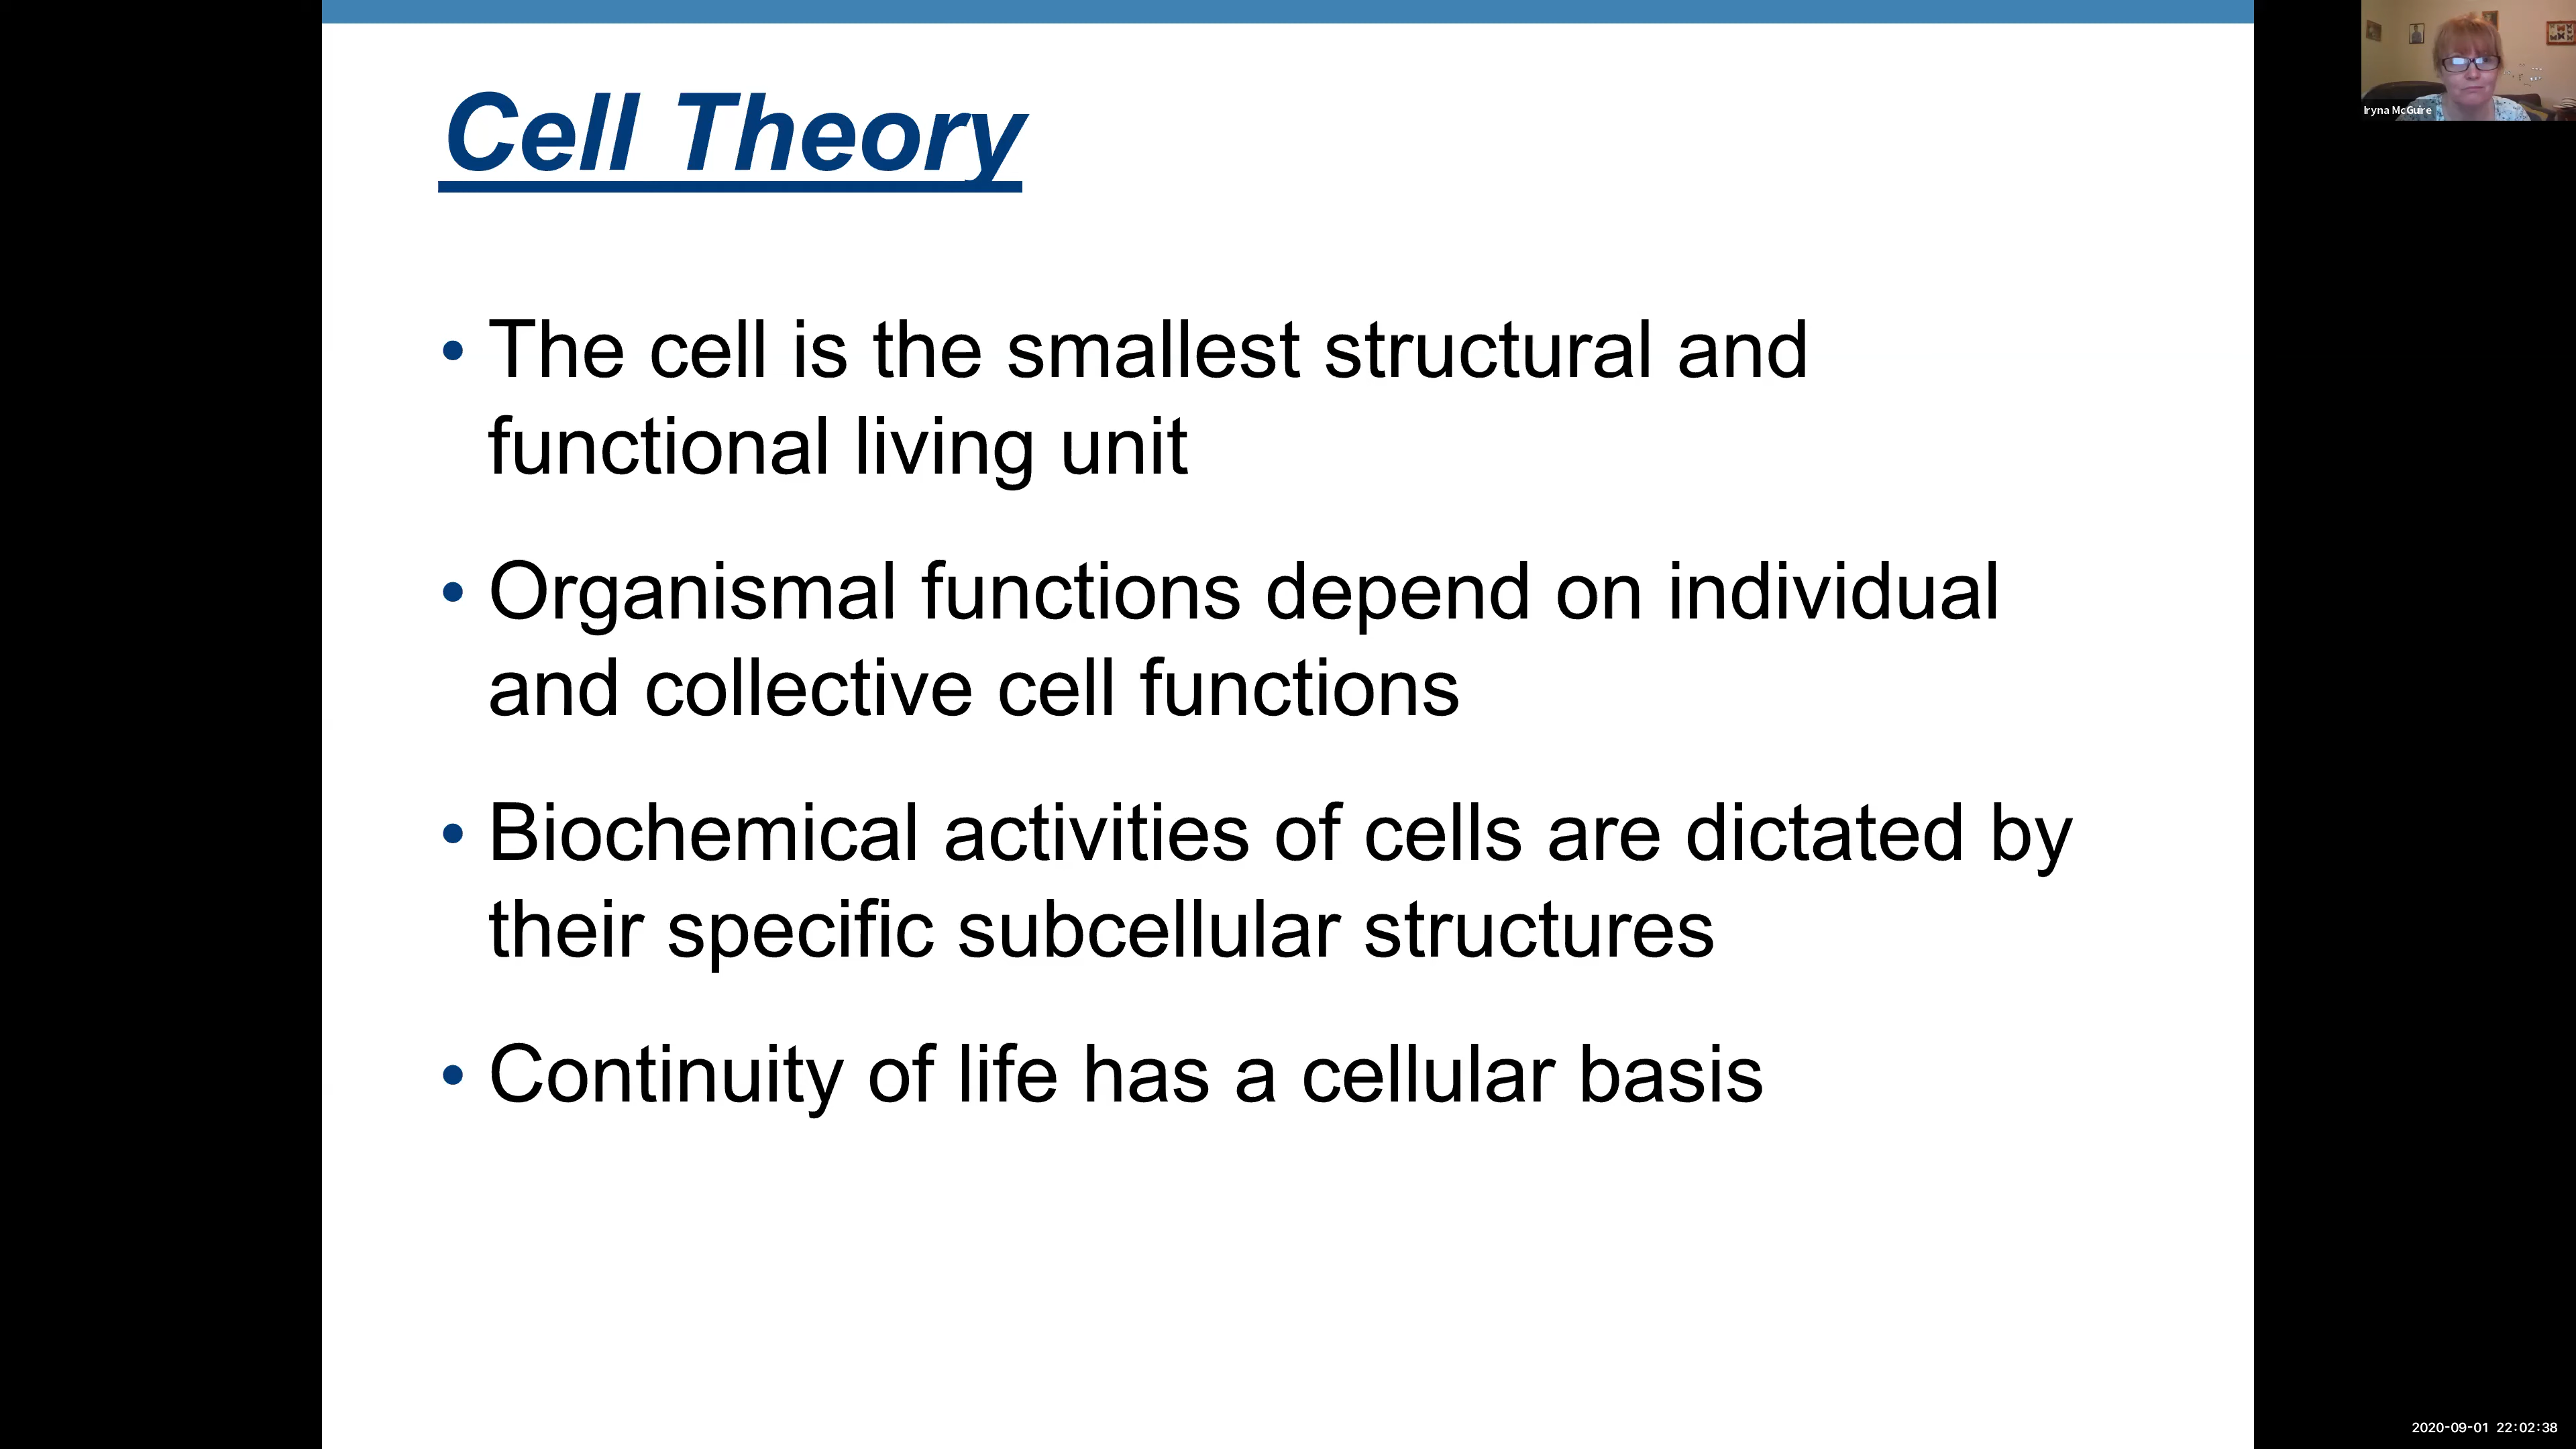 Cell Theory
• The cell is the smallest structural and
functional living unit
• Organismal functions depend on individual
and collective cell functions
• Biochemical activities of cells are dictated by
their specific subcellular structures
• Continuity of life has a cellular basis
Iryna McGuire
2020-09-01 22:02:38